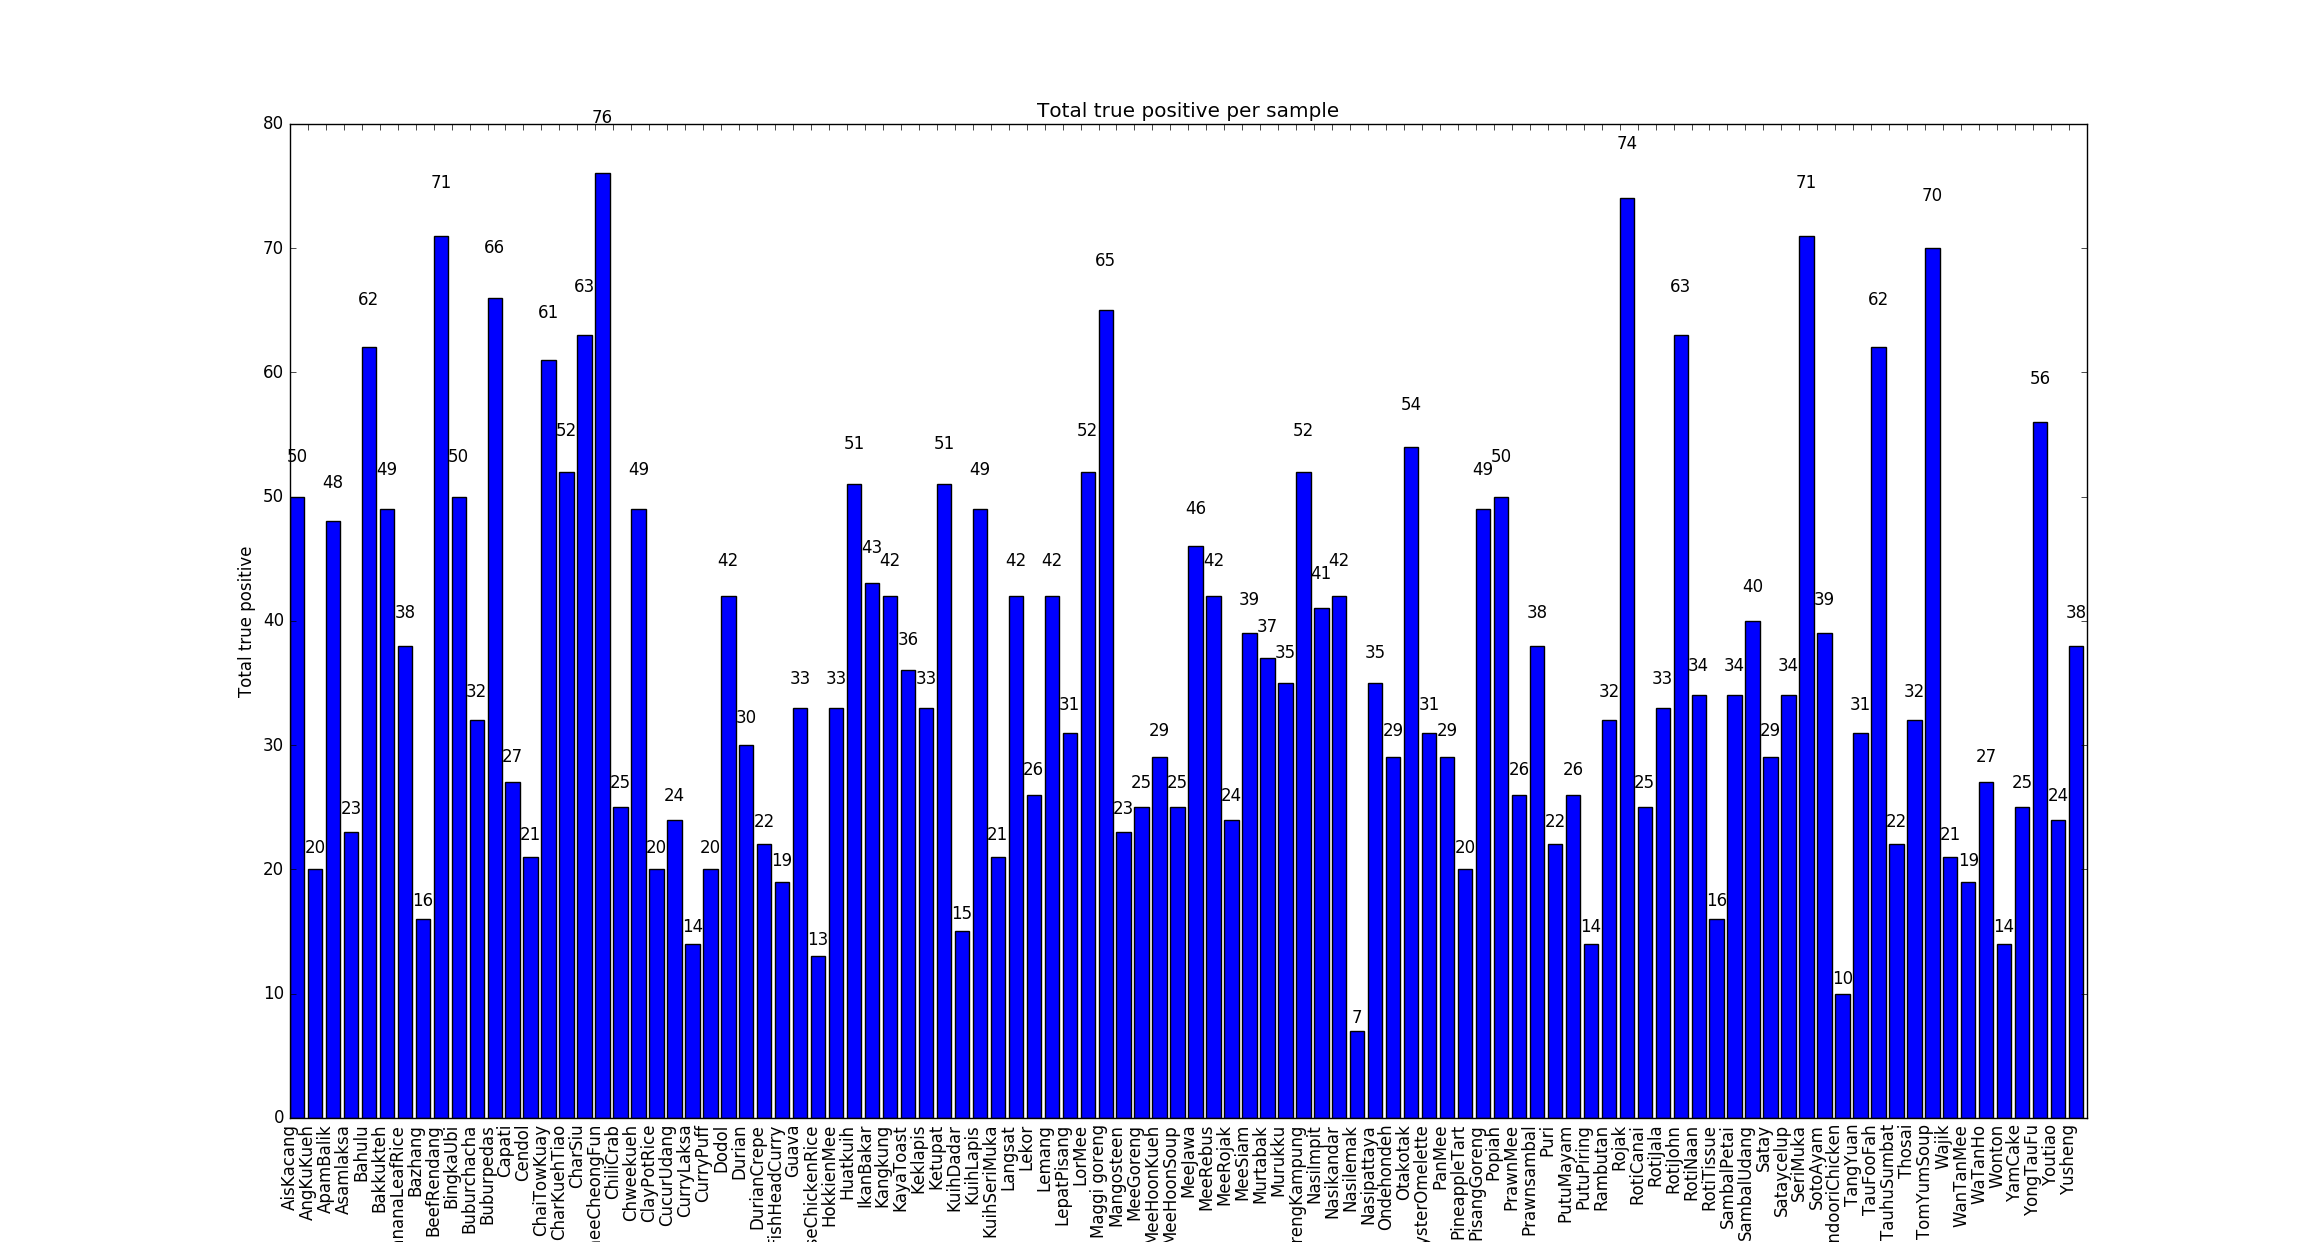 Total true positive per sample
80
70
60
50
40
30
20
10
0
Total true positive
50
20
48
23
62
49
38
16
71
50
32
66
27
21
61
52
63
76
25
49
20
24
14
20
42
30
22
19
33
13
33
51
43
42
36
33
51
15
49
21
42
26
42
31
52
65
23
25
29
25
46
42
24
39
37
35
52
41
42
7
35
29
54
31
29
20
49
50
26
38
22
26
14
32
74
25
33
63
34
16
34
40
29
34
71
39
10
31
62
22
32
70
21
19
27
14
25
56
24
38
AisKacang
AngKuKueh
ApamBalik
Asamlaksa
Bahulu
Bakkukteh
nanaLeafRice
Bazhang
BeefRendang
BingkaUbi
Buburchacha
Buburpedas
Capati
Cendol
ChaiTowKuay
CharKuehTiao
CharSiu
eeCheongFun
ChiliCrab
Chweekueh
ClayPotRice
CucurUdang
CurryLaksa
CurryPuff
Dodol
Durian
DurianCrepe
FishHeadCurry
Guava
seChickenRice
HokkienMee
Huatkuih
IkanBakar
Kangkung
KayaToast
Keklapis
Ketupat
KuihDadar
KuihLapis
KuihSeriMuka
Langsat
Lekor
Lemang
LepatPisang
LorMee
Maggi goreng
Mangosteen
MeeGoreng
MeeHoonKueh
MeeHoonSoup
MeeJawa
MeeRebus
MeeRojak
MeeSiam
Murtabak
Murukku
rengKampung
NasiImpit
Nasikandar
Nasilemak
Nasipattaya
Ondehondeh
Otakotak
ysterOmelette
PanMee
PineappleTart
PisangGoreng
Popiah
PrawnMee
Prawnsambal
Puri
PutuMayam
PutuPiring
Rambutan
Rojak
RotiCanai
RotiJala
RotiJohn
RotiNaan
RotiTissue
SambalPetai
SambalUdang
Satay
Sataycelup
SeriMuka
SotoAyam
ndooriChicken
TangYuan
TauFooFah
TauhuSumbat
Thosai
TomYumSoup
Wajik
WanTanMee
WaTanHo
Wonton
YamCake
YongTauFu
Youtiao
Yusheng